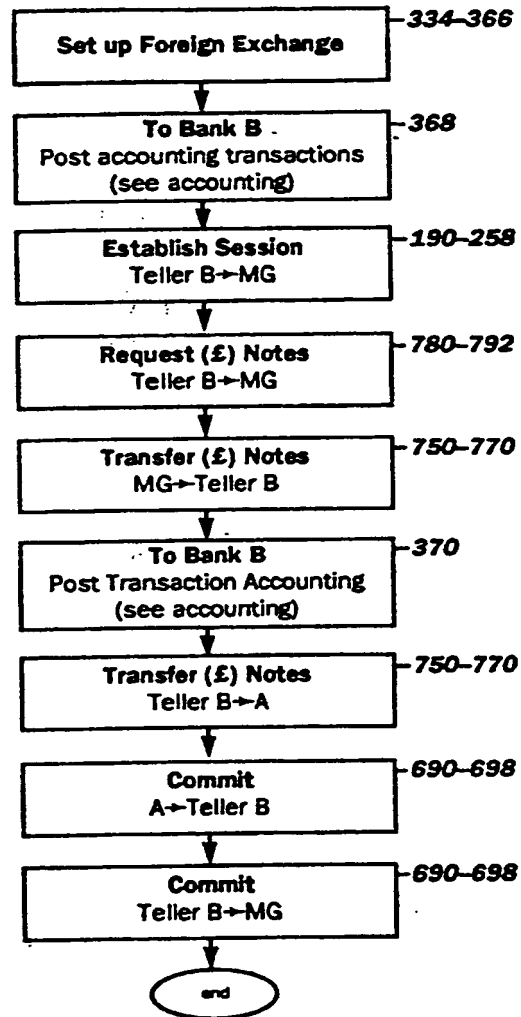 Set up Foreign Exchange
334–366
To Bank B
Post accounting transactions
(see accounting)
368
Establish Session
Teller B→MG
190–258
Request (£) Notes
Teller B→MG
780–792
Transfer (£) Notes
MG→Teller B
750–770
To Bank B
Post Transaction Accounting
(see accounting)
370
Transfer (£) Notes
Teller B→A
750–770
Commit
A→Teller B
690–698
Commit
Teller B→MG
690–698
end